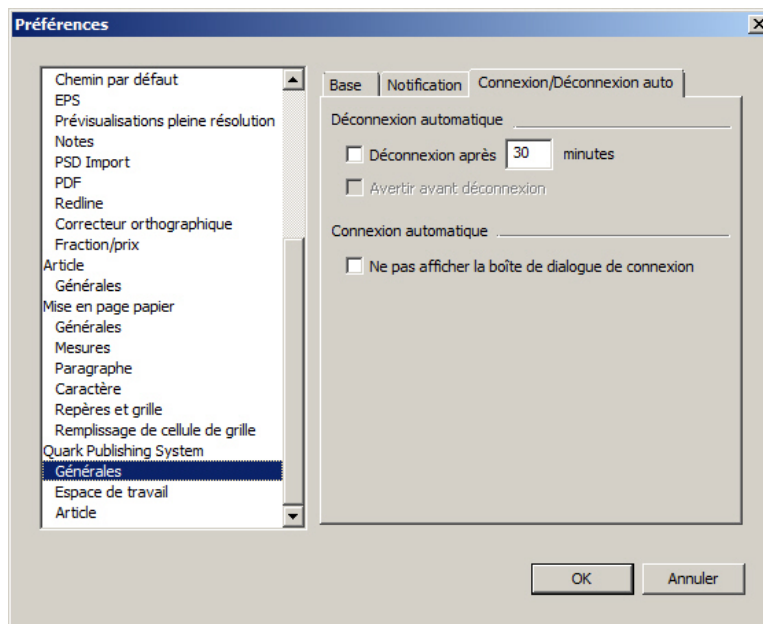 Préférences
Chemin par défaut
EPS
Prévisualisations pleine résolution
Notes
PSD Import
PDF
Redline
Correcteur orthographique
Fraction/prix
Article
Générales
Mise en page papier
Générales
Mesures
Paragraphe
Caractère
Repères et grille
Remplissage de cellule de grille
Quark Publishing System
Générales
Espace de travail
Article
Base Notification Connexion/Déconnexion auto
Déconnexion automatique
Déconnexion après 30 minutes
Avertir avant déconnexion
Connexion automatique
Ne pas afficher la boîte de dialogue de connexion
OK Annuler